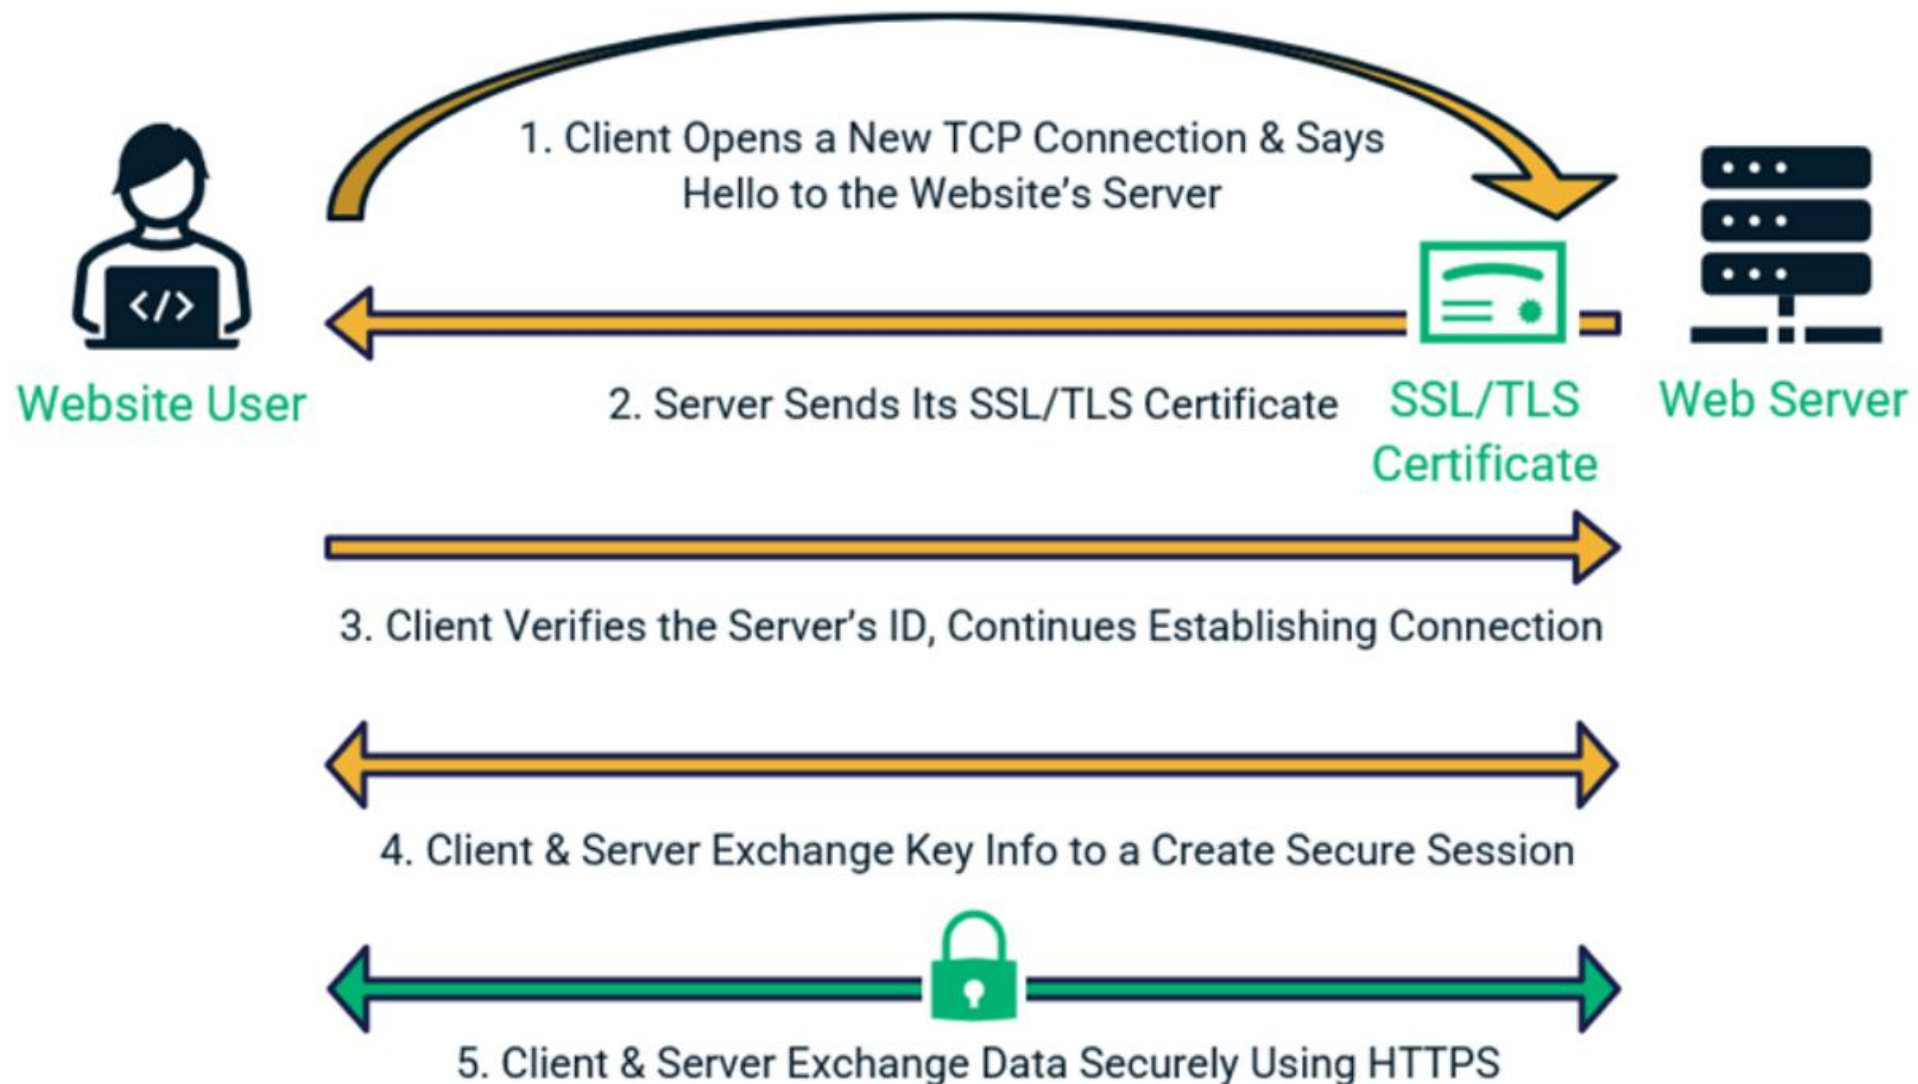 1. Client Opens a New TCP Connection & Says
Hello to the Website's Server
</>
Website User
2. Server Sends Its SSL/TLS Certificate
SSL/TLS
Certificate
Web Server
3. Client Verifies the Server's ID, Continues Establishing Connection
4. Client & Server Exchange Key Info to a Create Secure Session
5. Client & Server Exchange Data Securely Using HTTPS